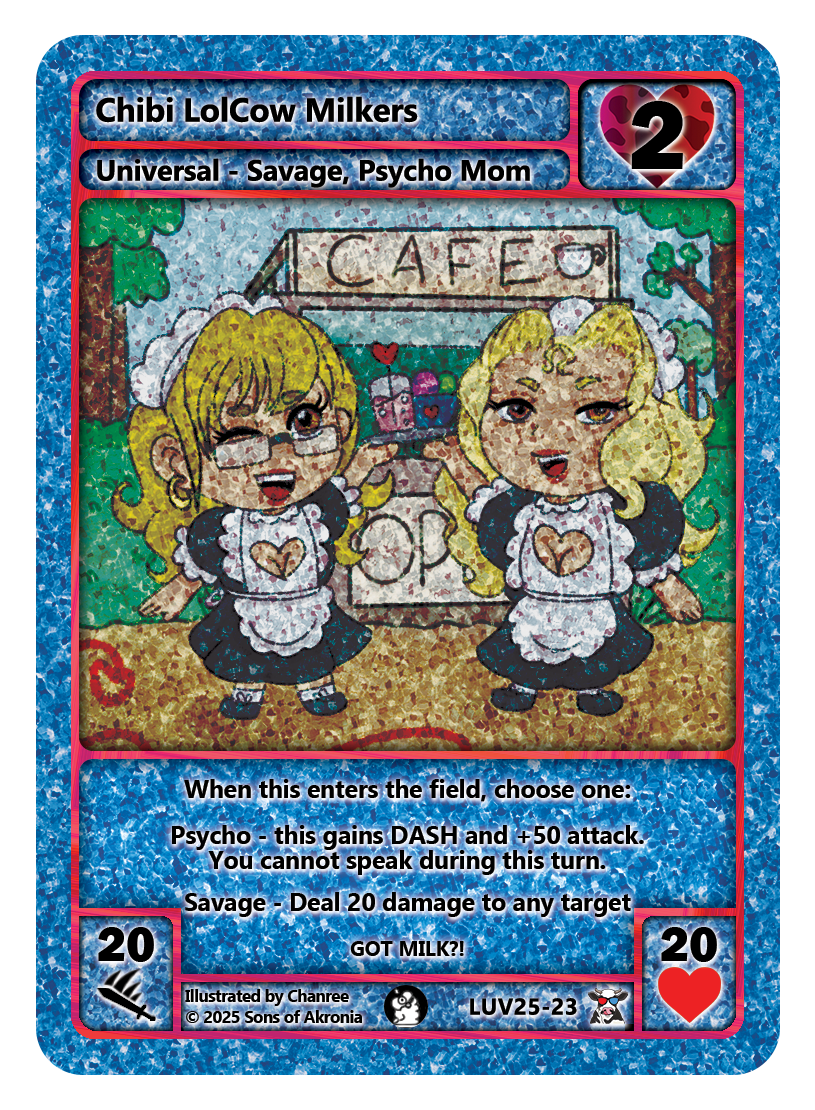 Chibi LolCow Milkers
2
Universal - Savage, Psycho Mom
CAFE
OP
When this enters the field, choose one:
Psycho - this gains DASH and +50 attack.
You cannot speak during this turn.
Savage - Deal 20 damage to any target
20
GOT MILK?!
20
Illustrated by Chanree
© 2025 Sons of Akronia
LUV25-23